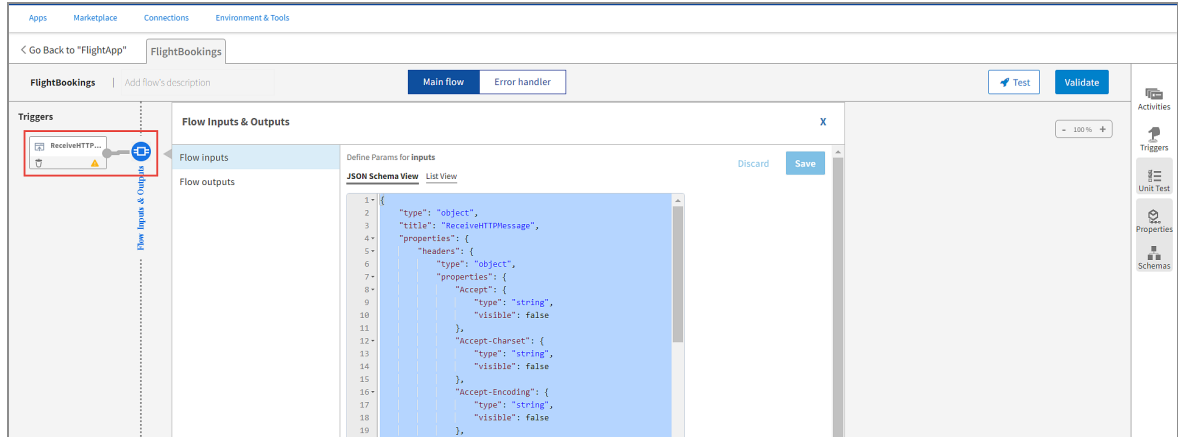 Apps Marketplace Connections Environment & Tools
Go Back to "FlightApp" FlightBookings
FlightBookings | Add flow's description Main flow Error handler Test Validate
Activities
Triggers
Unit Test
Properties
Schemas
Triggers
ReceiveHTTP...
Flow Inputs & Outputs
Flow Inputs & Outputs X
- 100 % +
Flow inputs
Flow outputs
Define Params for inputs
JSON Schema View List View
Discard Save
1 {
2 "type": "object",
3 "title": "ReceiveHTTPMessage",
4 "properties": {
5 "headers": {
6 "type": "object",
7 "properties": {
8 "Accept": {
9 "type": "string",
10 "visible": false
11 },
12 "Accept-Charset": {
13 "type": "string",
14 "visible": false
15 },
16 "Accept-Encoding": {
17 "type": "string",
18 "visible": false
19 },